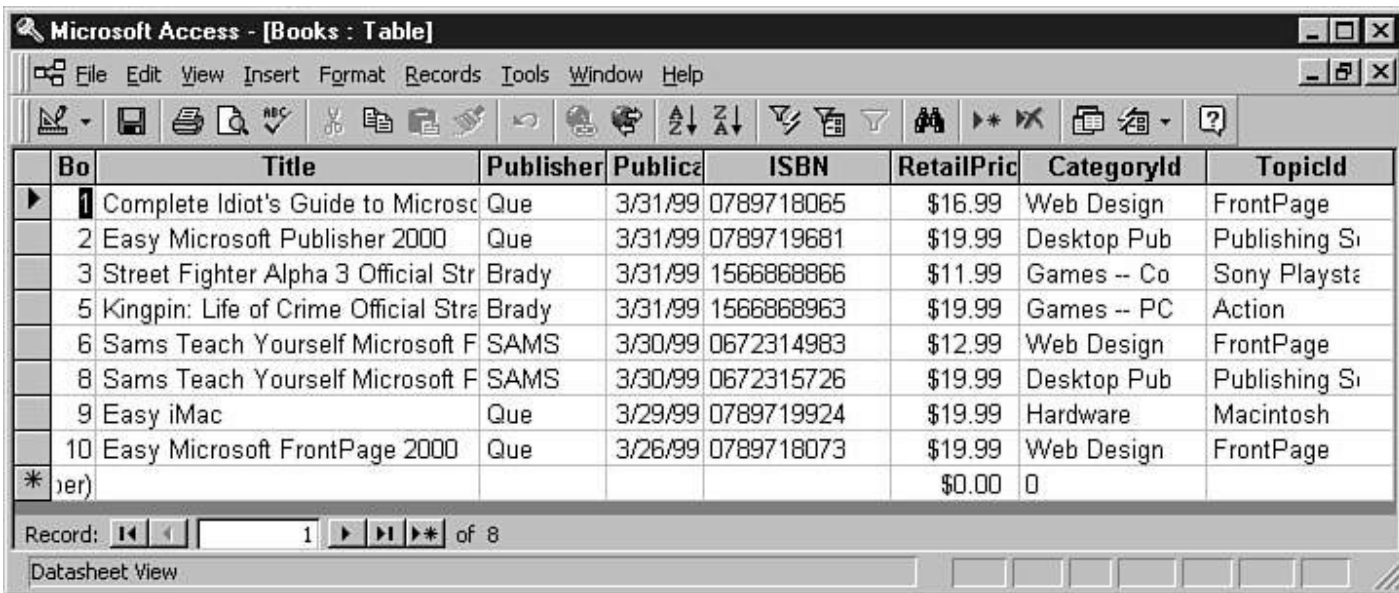 Microsoft Access - [Books : Table]
File Edit View Insert Format Records Tools Window Help
Bo Title Publisher Publica ISBN RetailPric CategoryId TopicId
1 Complete Idiot's Guide to Microsc Que 3/31/99 0789718065 $16.99 Web Design FrontPage
2 Easy Microsoft Publisher 2000 Que 3/31/99 0789719681 $19.99 Desktop Pub Publishing S
3 Street Fighter Alpha 3 Official Str Brady 3/31/99 1566868866 $11.99 Games -- Co Sony Playsta
5 Kingpin: Life of Crime Official Stra Brady 3/31/99 1566868963 $19.99 Games -- PC Action
6 Sams Teach Yourself Microsoft F SAMS 3/30/99 0672314983 $12.99 Web Design FrontPage
8 Sams Teach Yourself Microsoft F SAMS 3/30/99 0672315726 $19.99 Desktop Pub Publishing S
9 Easy iMac Que 3/29/99 0789719924 $19.99 Hardware Macintosh
10 Easy Microsoft FrontPage 2000 Que 3/26/99 0789718073 $19.99 Web Design FrontPage
ber) $0.00 0
Record: 1 of 8
Datasheet View